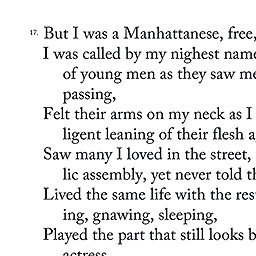 17. But I was a Manhattanese, free,
I was called by my nighest name
of young men as they saw me
passing,
Felt their arms on my neck as I
ligent leaning of their flesh a
Saw many I loved in the street,
lic assembly, yet never told th
Lived the same life with the res
ing, gnawing, sleeping,
Played the part that still looks b
actress